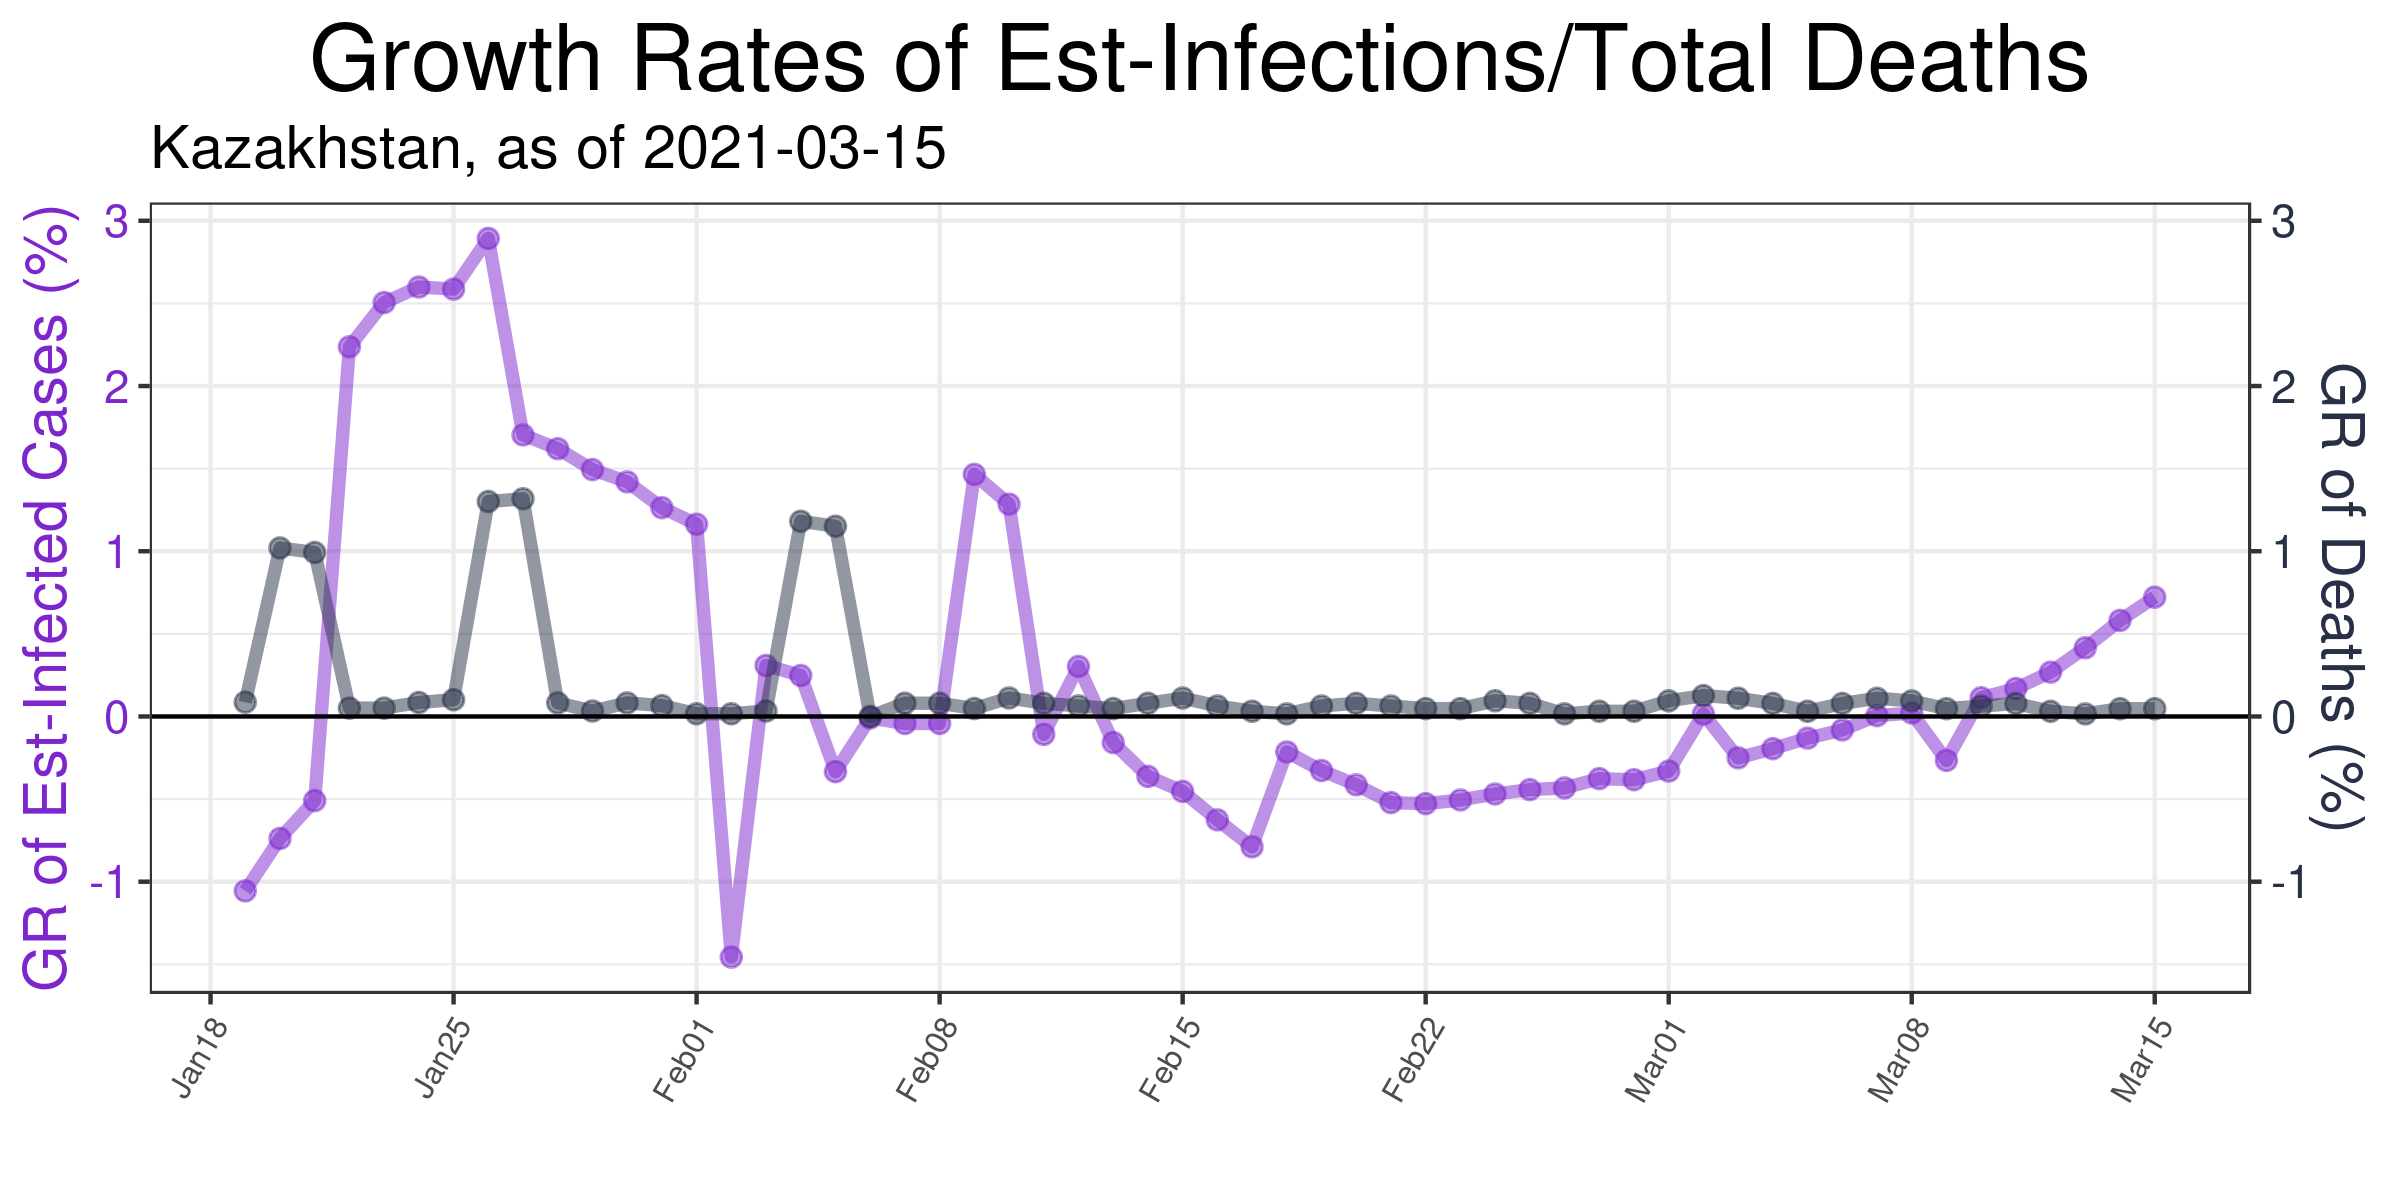 Growth Rates of Est-Infections/Total Deaths
Kazakhstan, as of 2021-03-15
GR of Est-Infected Cases (%)
3
2
1
0
-1
3
2
1
0
-1
GR of Deaths (%)
Jan18
Jan25
Feb01
Feb08
Feb15
Feb22
Mar01
Mar08
Mar15